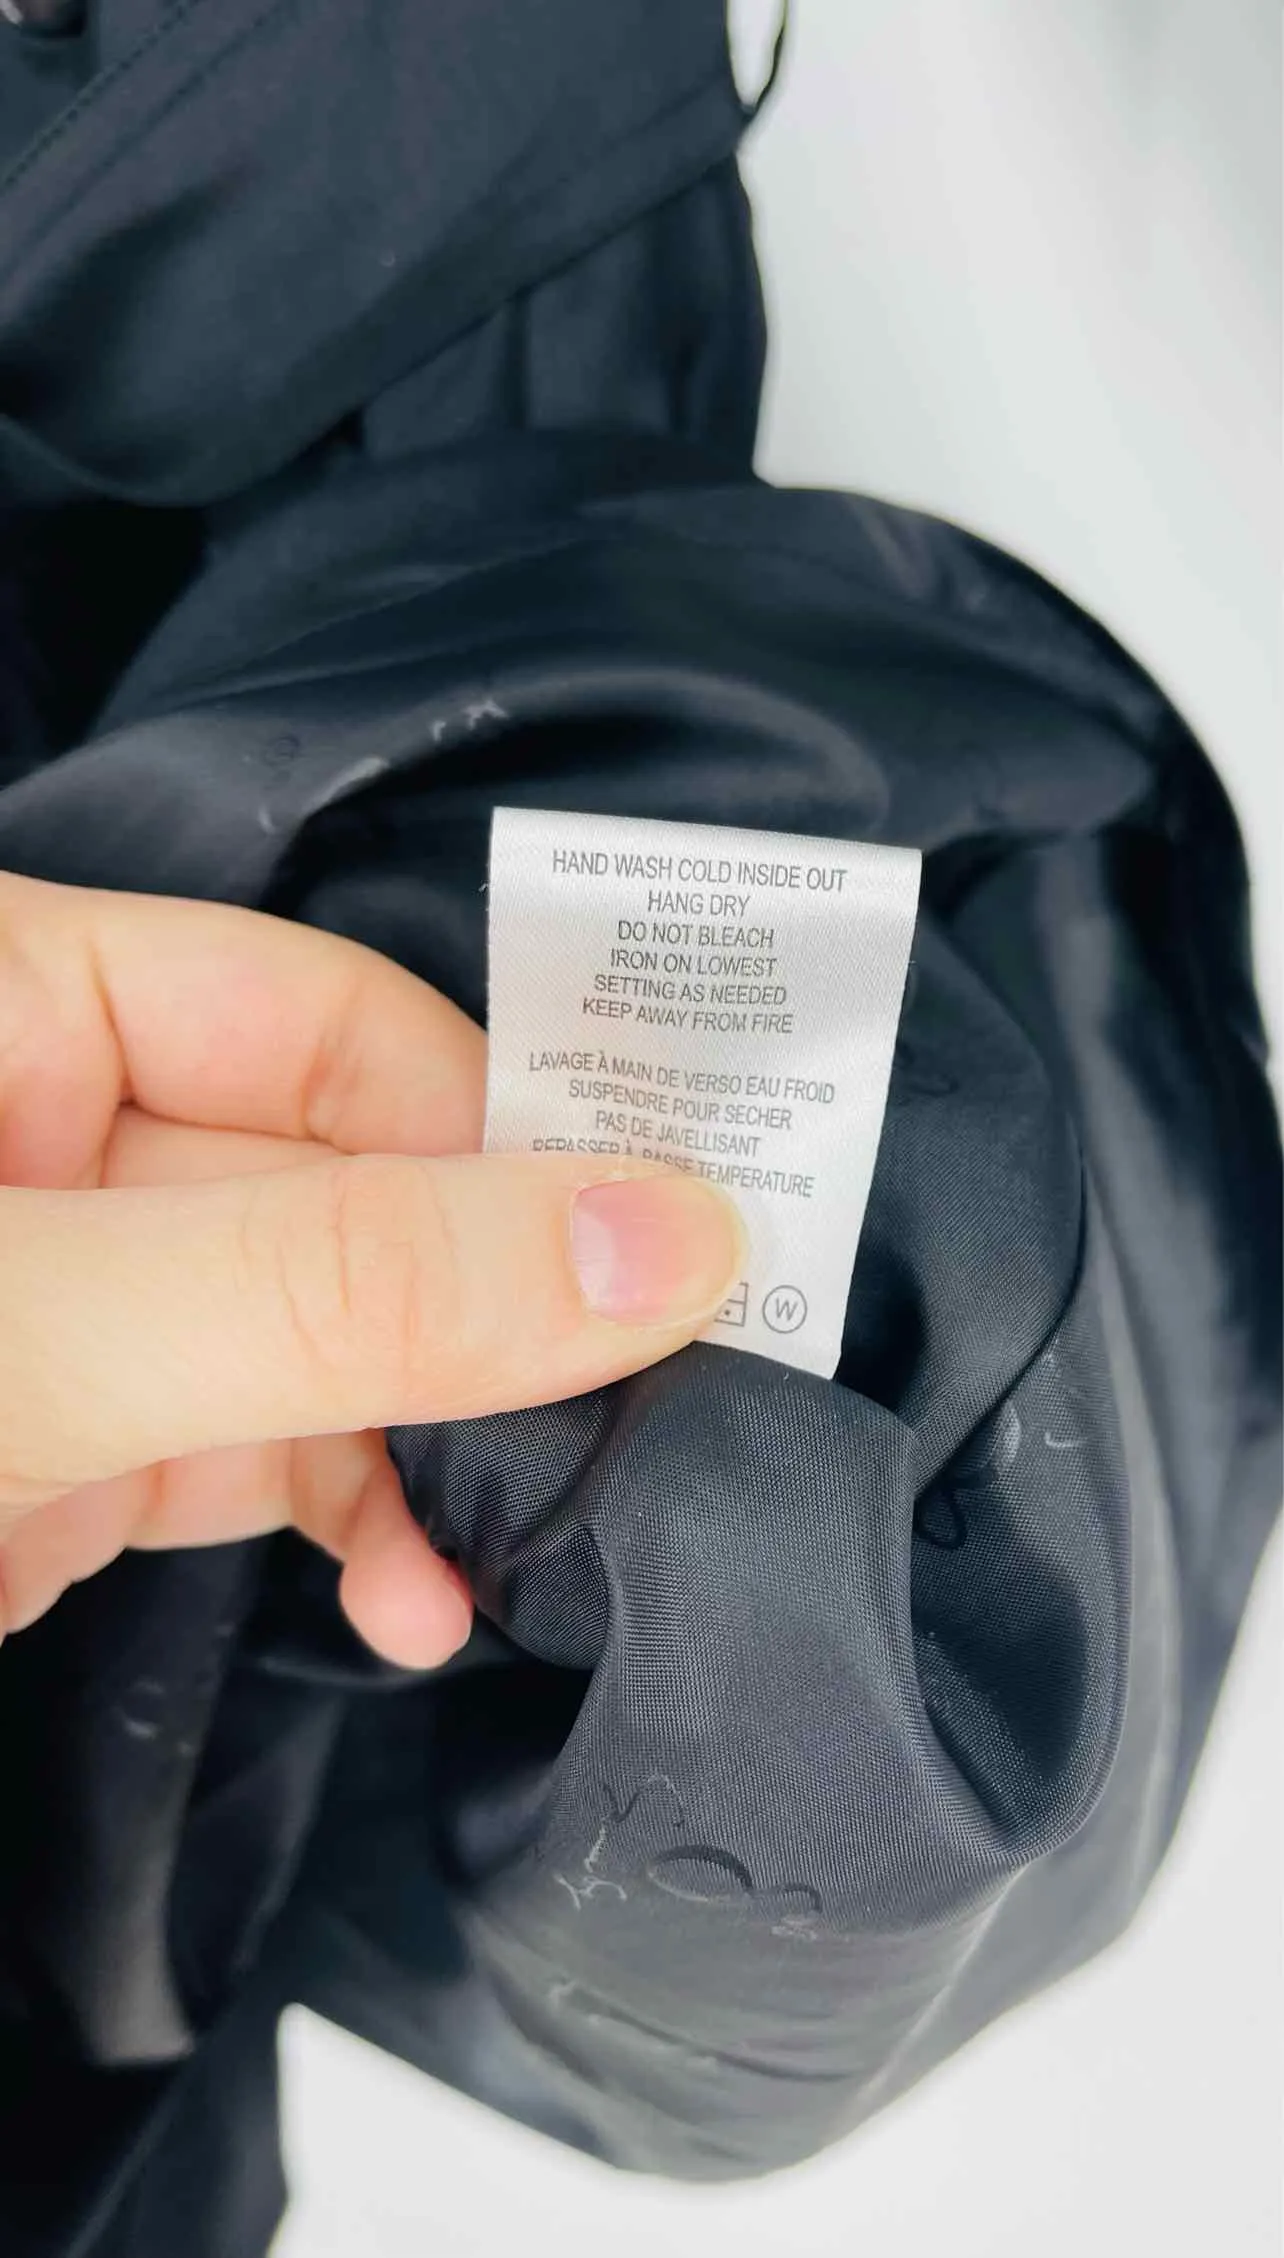 HAND WASH COLD INSIDE OUT
HANG DRY
DO NOT BLEACH
IRON ON LOWEST
SETTING AS NEEDED
KEEP AWAY FROM FIRE
LAVAGE À MAIN DE VERSO EAU FROID
SUSPENDRE POUR SECHER
PAS DE JAVELLISANT
REPASSER À BASSE TEMPERATURE
W